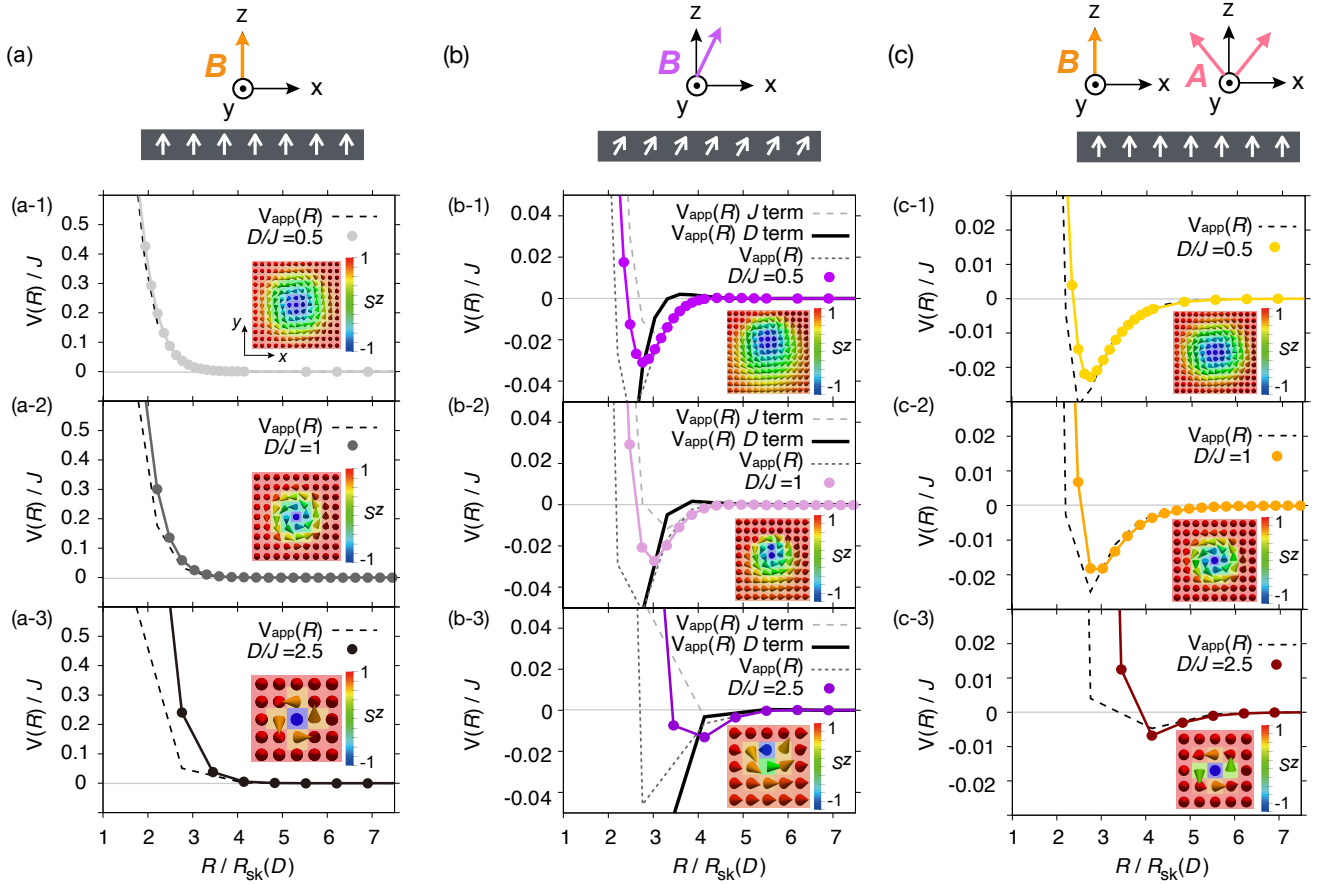 (a)
z
B
x
y
(b)
z
B
x
y
(c)
z
B
x
y
z
A
x
y
(a-1)
0.5
0.4
0.3
0.2
0.1
0
V(R) / J
Vapp(R)
D/J=0.5
1
Sz
-1
y
x
(a-2)
0.5
0.4
0.3
0.2
0.1
0
V(R) / J
Vapp(R)
D/J=1
1
Sz
-1
(a-3)
0.5
0.4
0.3
0.2
0.1
0
V(R) / J
Vapp(R)
D/J=2.5
1
Sz
-1
1 2 3 4 5 6 7
R / Rsk(D)
(b-1)
0.04
0.02
0
-0.02
-0.04
V(R) / J
Vapp(R) J term
Vapp(R) D term
Vapp(R)
D/J=0.5
1
Sz
-1
(b-2)
0.04
0.02
0
-0.02
-0.04
V(R) / J
Vapp(R) J term
Vapp(R) D term
Vapp(R)
D/J=1
1
Sz
-1
(b-3)
0.04
0.02
0
-0.02
-0.04
V(R) / J
Vapp(R) J term
Vapp(R) D term
Vapp(R)
D/J=2.5
1
Sz
-1
1 2 3 4 5 6 7
R / Rsk(D)
(c-1)
0.02
0.01
0
-0.01
-0.02
V(R) / J
Vapp(R)
D/J=0.5
1
Sz
-1
(c-2)
0.02
0.01
0
-0.01
-0.02
V(R) / J
Vapp(R)
D/J=1
1
Sz
-1
(c-3)
0.02
0.01
0
-0.01
-0.02
V(R) / J
Vapp(R)
D/J=2.5
1
Sz
-1
1 2 3 4 5 6 7
R / Rsk(D)